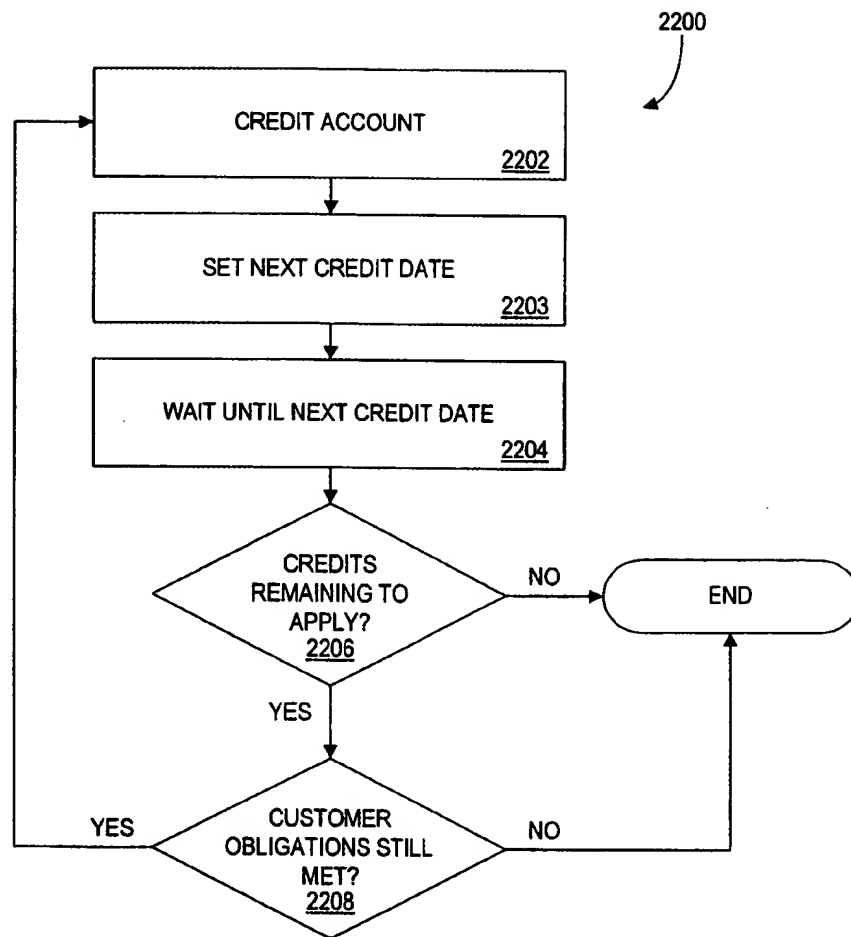 2200
CREDIT ACCOUNT
2202
SET NEXT CREDIT DATE
2203
WAIT UNTIL NEXT CREDIT DATE
2204
CREDITS
REMAINING TO
APPLY?
2206
NO
END
YES
CUSTOMER
OBLIGATIONS STILL
MET?
2208
YES
NO